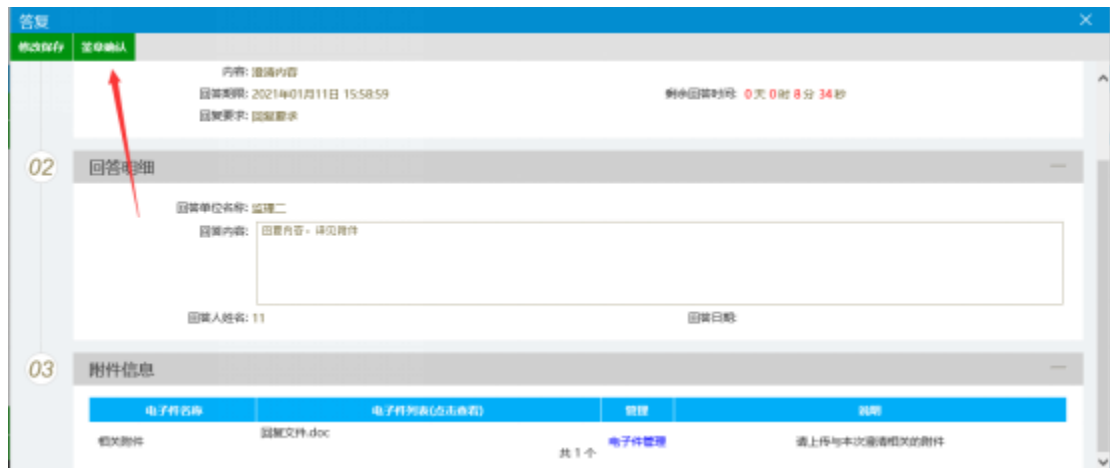 答复
修改保存 签章确认
内容: 澄清内容
回答期限: 2021年01月11日 15:58:59 剩余回答时间: 0 天 0 时 8 分 34 秒
回复要求: 回复要求
02 回答明细
回答单位名称: 监理二
回答内容: 回复内容,详见附件
回答人姓名: 11 回答日期:
03 附件信息
电子件名称 电子件列表(点击查看) 管理 说明
相关附件 回复文件.doc 电子件管理 请上传与本次澄清相关的附件
共 1 个